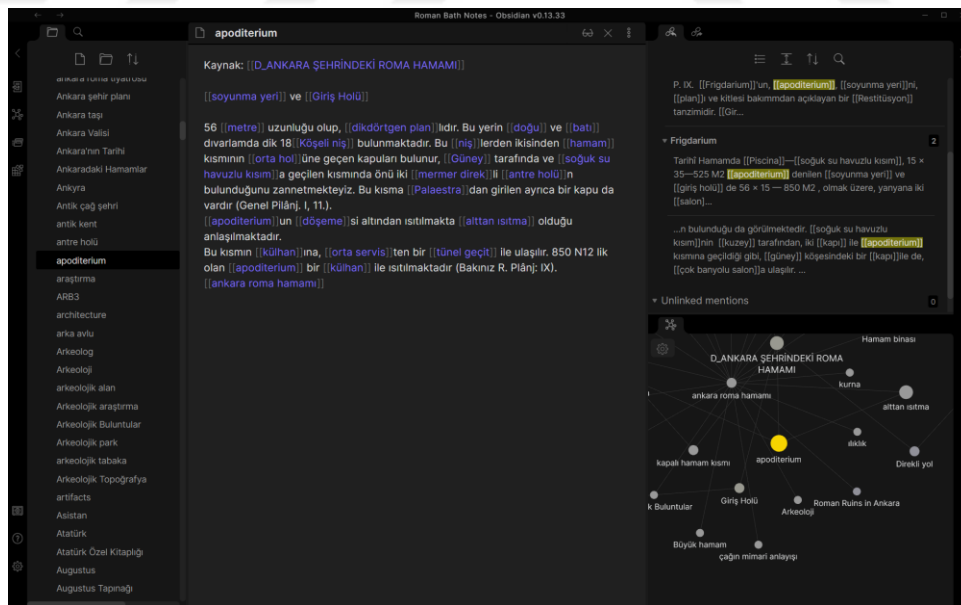 Roman Bath Notes - Obsidian v0.13.33
apoditerium
ankara roma tiyatrosu
Ankara şehir planı
Ankara taşı
Ankara Valisi
Ankara'nın Tarihi
Ankaradaki Hamamlar
Ankyra
Antik çağ şehri
antik kent
antre holü
apoditerium
araştırma
ARB3
architecture
arka avlu
Arkeolog
Arkeoloji
arkeolojik alan
Arkeolojik araştırma
Arkeolojik Buluntular
Arkeolojik park
arkeolojik tabaka
Arkeolojik Topoğrafya
artifacts
Asistan
Atatürk
Atatürk Özel Kitaplığı
Augustus
Augustus Tapınağı
Kaynak: [[D_ANKARA ŞEHRİNDEKİ ROMA HAMAMI]]
[[soyunma yeri]] ve [[Giriş Holü]]
56 [[metre]] uzunluğu olup, [[dikdörtgen plan]]lıdır. Bu yerin [[doğu]] ve [[batı]]
dıvarlamda dik 18[[Köşeli niş]] bulunmaktadır. Bu [[niş]]lerden ikisinden [[hamam]]
kısmının [[orta hol]]üne geçen kapıları bulunur, [[Güney]] tarafında ve [[soğuk su
havuzlu kısım]]a geçilen kısmında önü iki [[mermer direk]]li [[antre holü]]n
bulunduğunu zannetmekteyiz. Bu kısma [[Palaestra]]dan girilen ayrıca bir kapu da
vardır (Genel Pilânj. I, 11.).
[[apoditerium]]un [[döşeme]]si altından ısıtılmakta [[alttan ısıtma]] olduğu
anlaşılmaktadır.
Bu kısmın [[külhan]]ına, [[orta servis]]ten bir [[tünel geçit]] ile ulaşılır. 850 N12 lik
olan [[apoditerium]] bir [[külhan]] ile ısıtılmaktadır (Bakınız R. Plânj: IX).
[[ankara roma hamamı]]
P. IX. [[Frigdarium]]'un, [[apoditerium]], [[soyunma yeri]]ni,
[[plan]]ı ve kitlesi bakımmdan açıklayan bir [[Restitüsyon]]
tanzimidir. [[Gir...
Frigdarium 2
Tarihî Hamamda [[Piscina]]—[[soğuk su havuzlu kısım]], 15 ×
35—525 M2 [[apoditerium]] denilen [[soyunma yeri]] ve
[[giriş holü]] de 56 × 15 — 850 M2 , olmak üzere, yanyana iki
[[salon]...
...n bulunduğu da görülmektedir. [[soğuk su havuzlu
kısım]]nin [[kuzey]] tarafından, iki [[kapı]] ile [[apoditerium]]
kısmına geçildiği gibi, [[güney]] köşesindeki bir [[kapı]]ile de,
[[çok banyolu salon]]a ulaşılır. ...
Unlinked mentions 0
Hamam binası
D_ANKARA ŞEHRİNDEKİ ROMA
HAMAMI
kurna
ankara roma hamamı
alttan ısıtma
ılıklık
kapalı hamam kısmı
apoditerium
Direkli yol
Giriş Holü
k Buluntular
Arkeoloji
Roman Ruins in Ankara
Büyük hamam
çağın mimari anlayışı